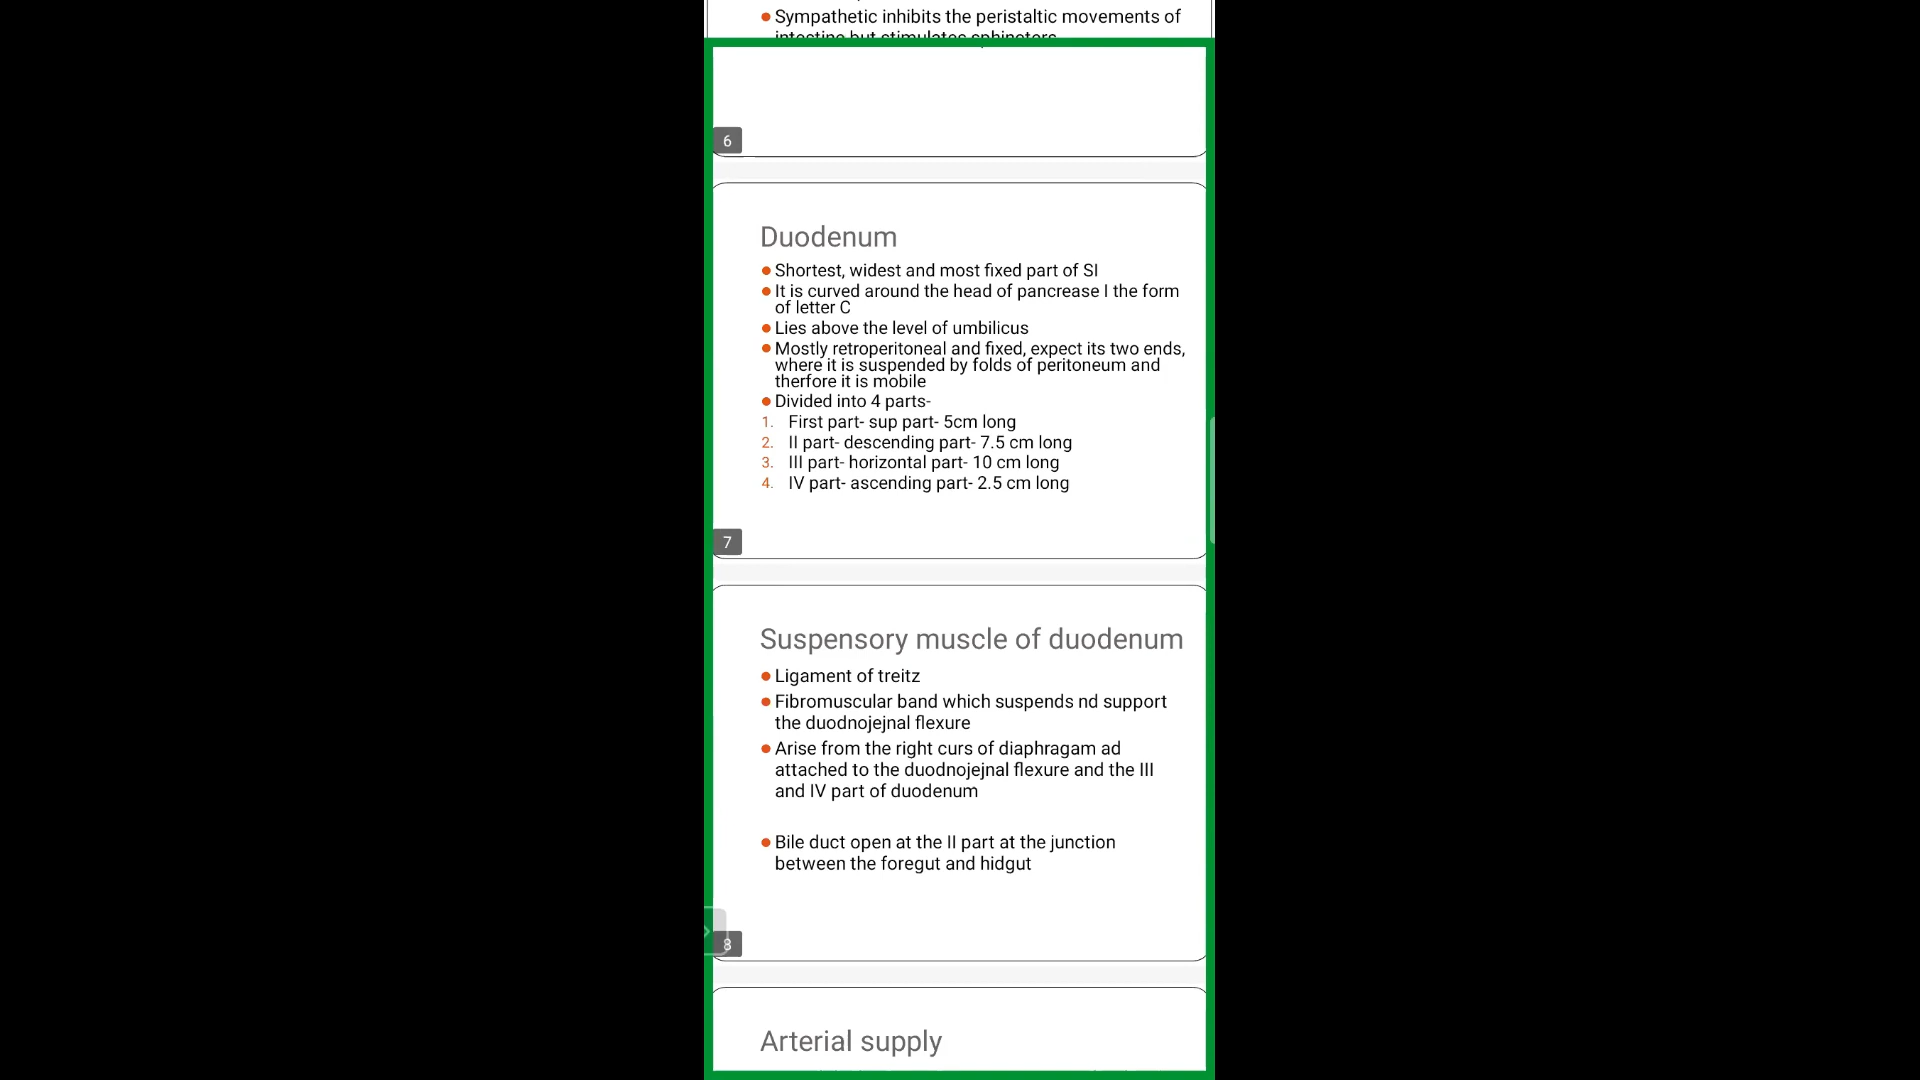 Sympathetic inhibits the peristaltic movements of
intestine but stimulates sphincters
6
Duodenum
Shortest, widest and most fixed part of SI
It is curved around the head of pancrease I the form
of letter C
Lies above the level of umbilicus
Mostly retroperitoneal and fixed, expect its two ends,
where it is suspended by folds of peritoneum and
therfore it is mobile
Divided into 4 parts-
1. First part- sup part- 5cm long
2. II part- descending part- 7.5 cm long
3. III part- horizontal part- 10 cm long
4. IV part- ascending part- 2.5 cm long
7
Suspensory muscle of duodenum
Ligament of treitz
Fibromuscular band which suspends nd support
the duodnojejnal flexure
Arise from the right curs of diaphragam ad
attached to the duodnojejnal flexure and the III
and IV part of duodenum
Bile duct open at the II part at the junction
between the foregut and hidgut
8
Arterial supply